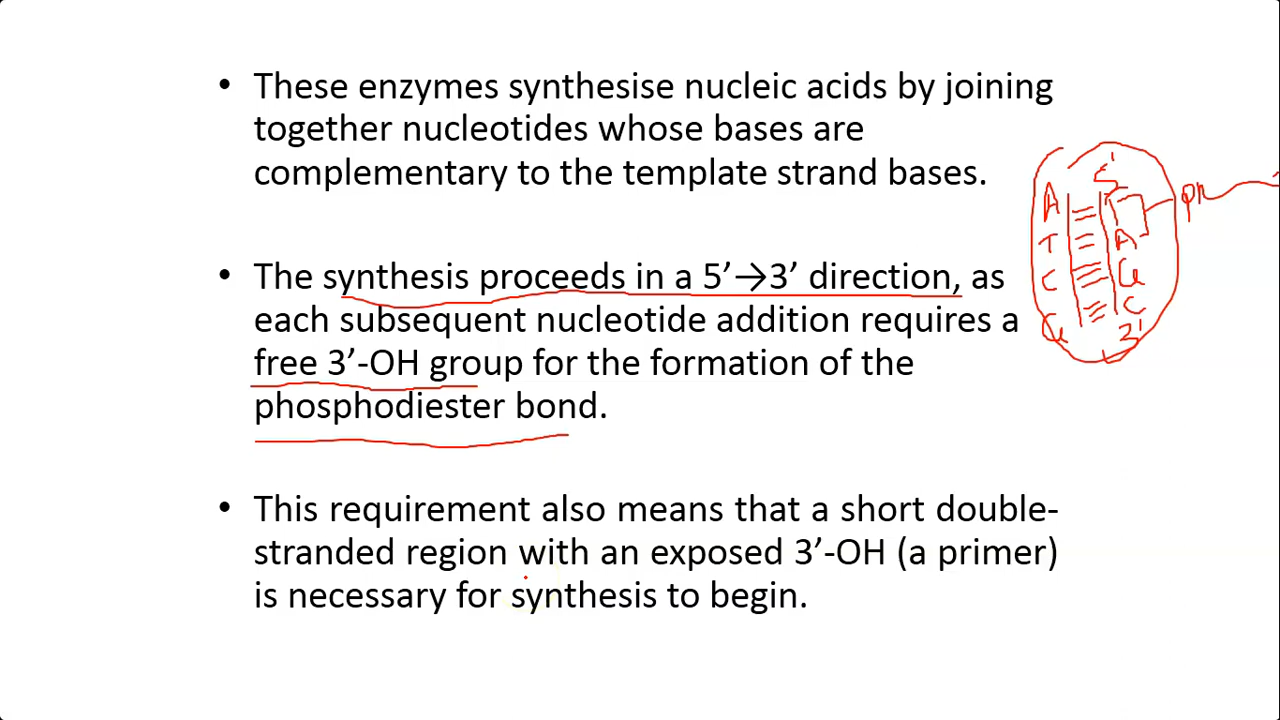 • These enzymes synthesise nucleic acids by joining
together nucleotides whose bases are
complementary to the template strand bases.
• The synthesis proceeds in a 5’→3’ direction, as
each subsequent nucleotide addition requires a
free 3’-OH group for the formation of the
phosphodiester bond.
• This requirement also means that a short double-
stranded region with an exposed 3’-OH (a primer)
is necessary for synthesis to begin.
5'
A
T A
C G
G C
3'